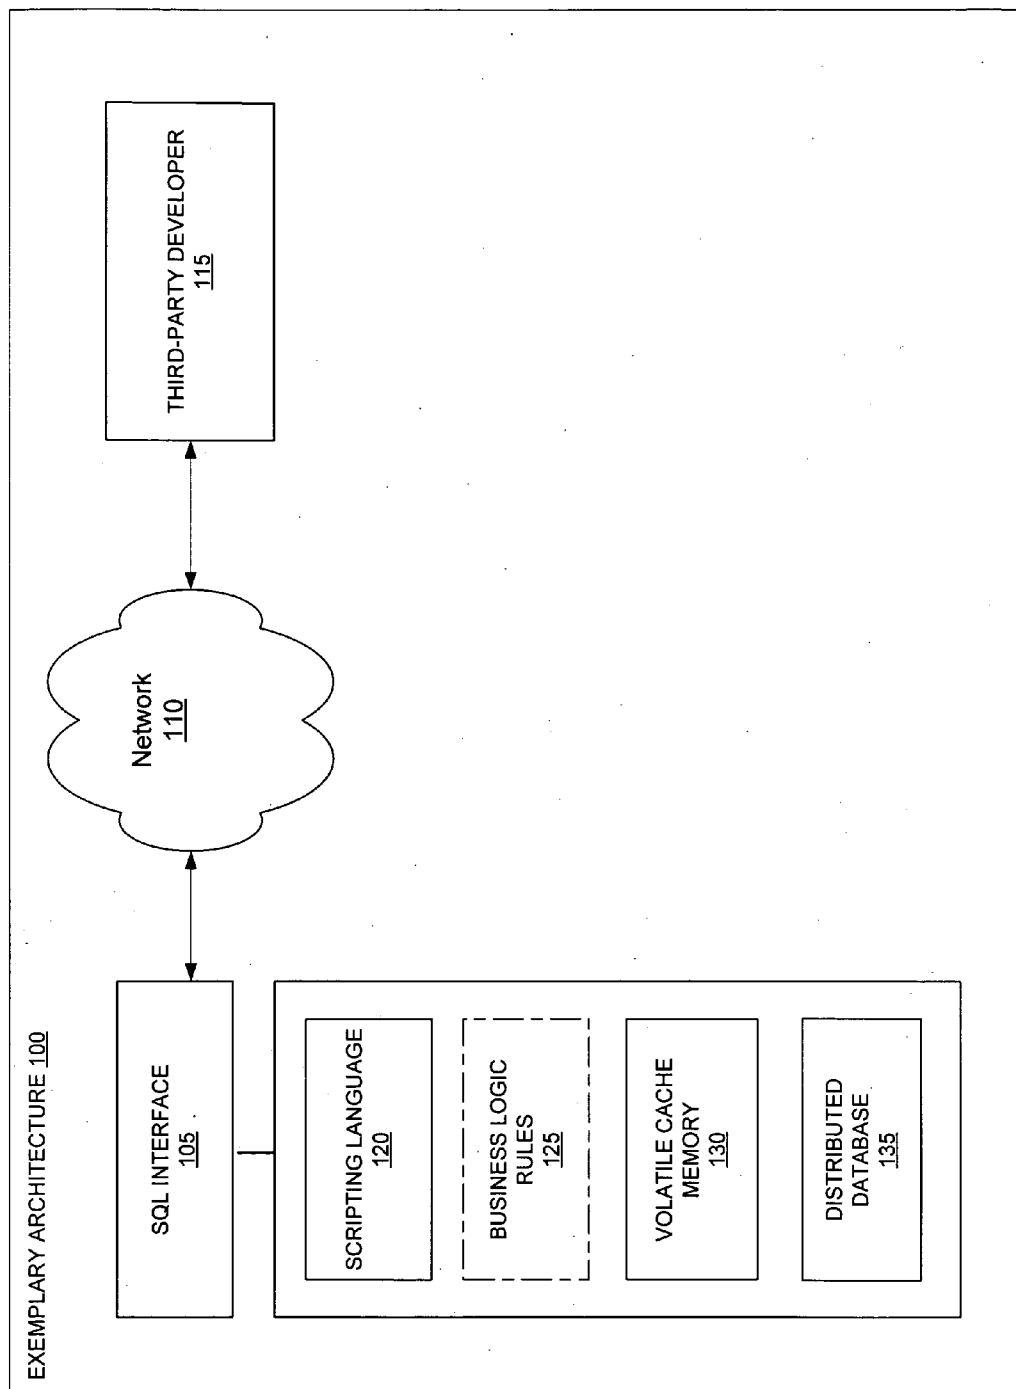 EXEMPLARY ARCHITECTURE 100
SQL INTERFACE
105
Network
110
THIRD-PARTY DEVELOPER
115
SCRIPTING LANGUAGE
120
BUSINESS LOGIC
RULES
125
VOLATILE CACHE
MEMORY
130
DISTRIBUTED
DATABASE
135